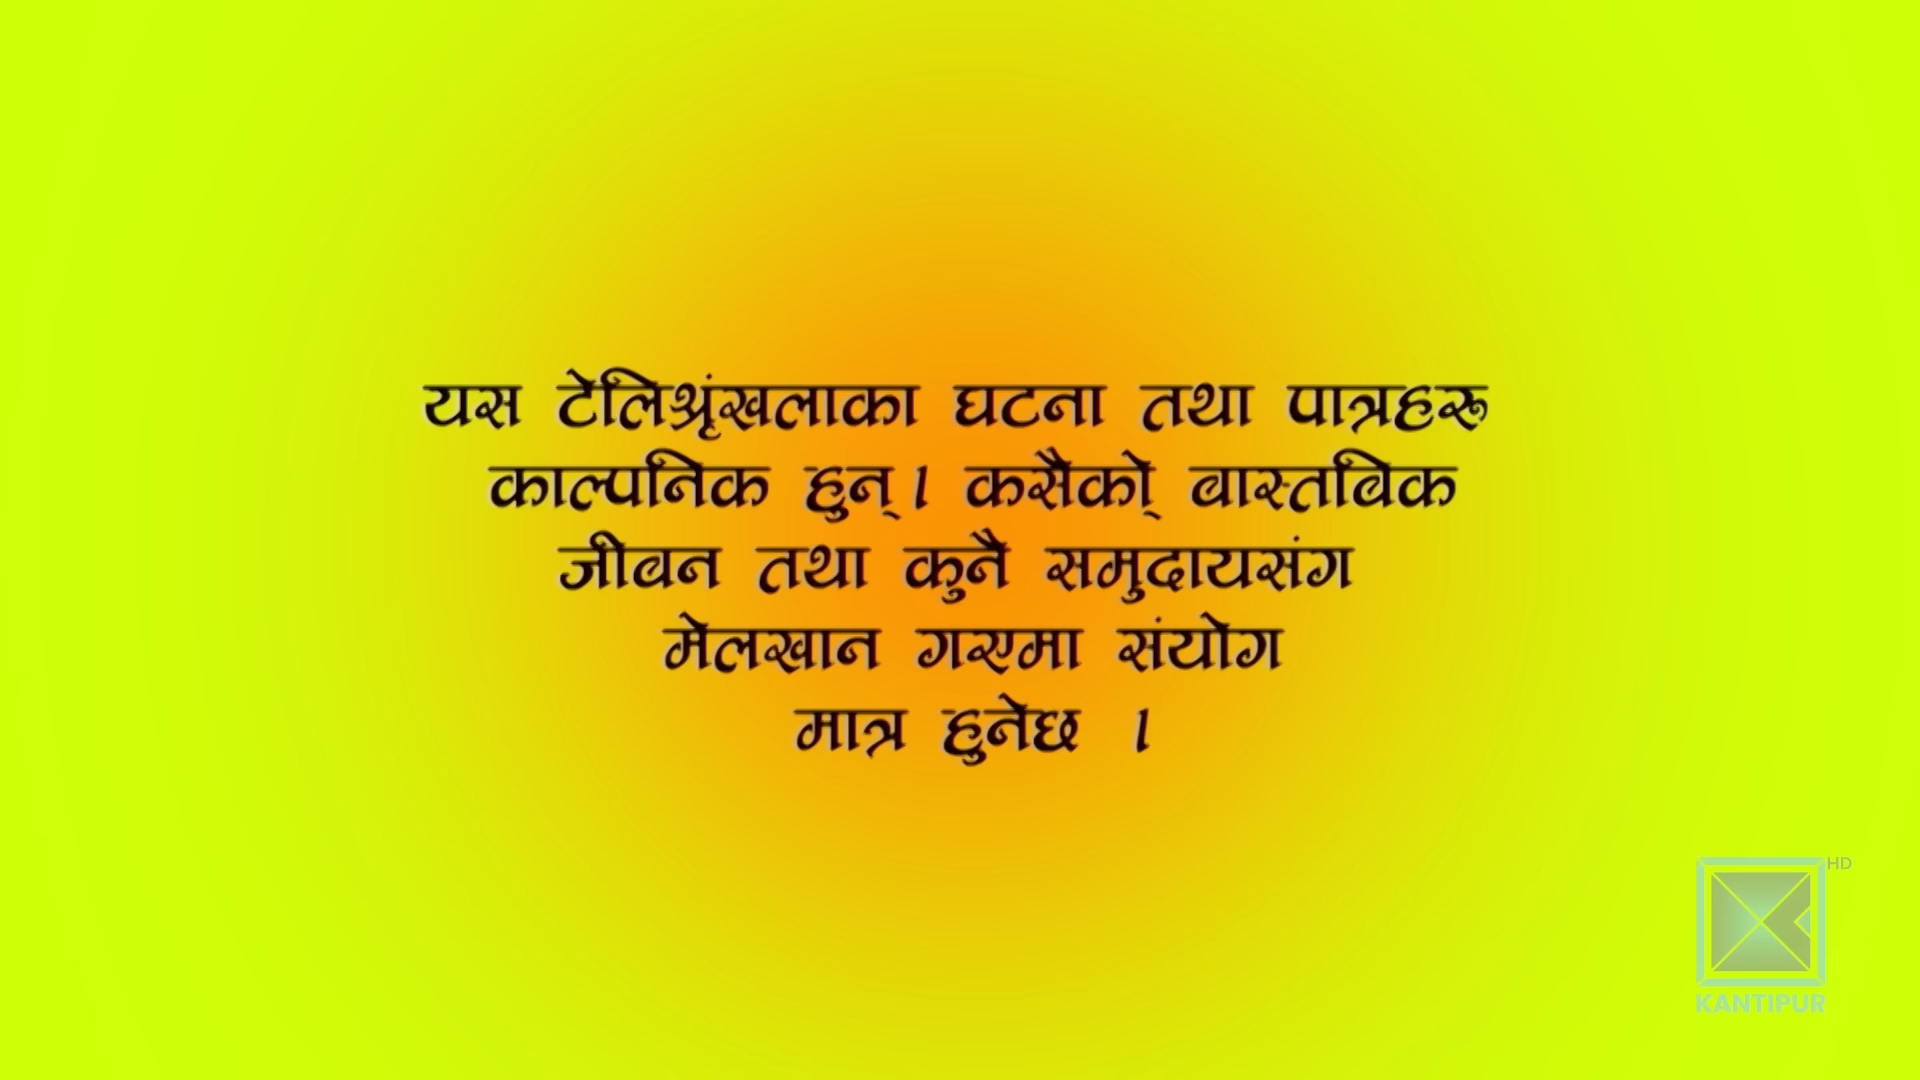 यस टेलिश्रृंखलाका घटना तथा पात्रहरू
काल्पनिक हुन्। कसैको् वास्तविक
जीवन तथा कुनै समुदायसंग
मेलखान गएमा संयोग
मात्र हुनेछ ।
HD
KANTIPUR